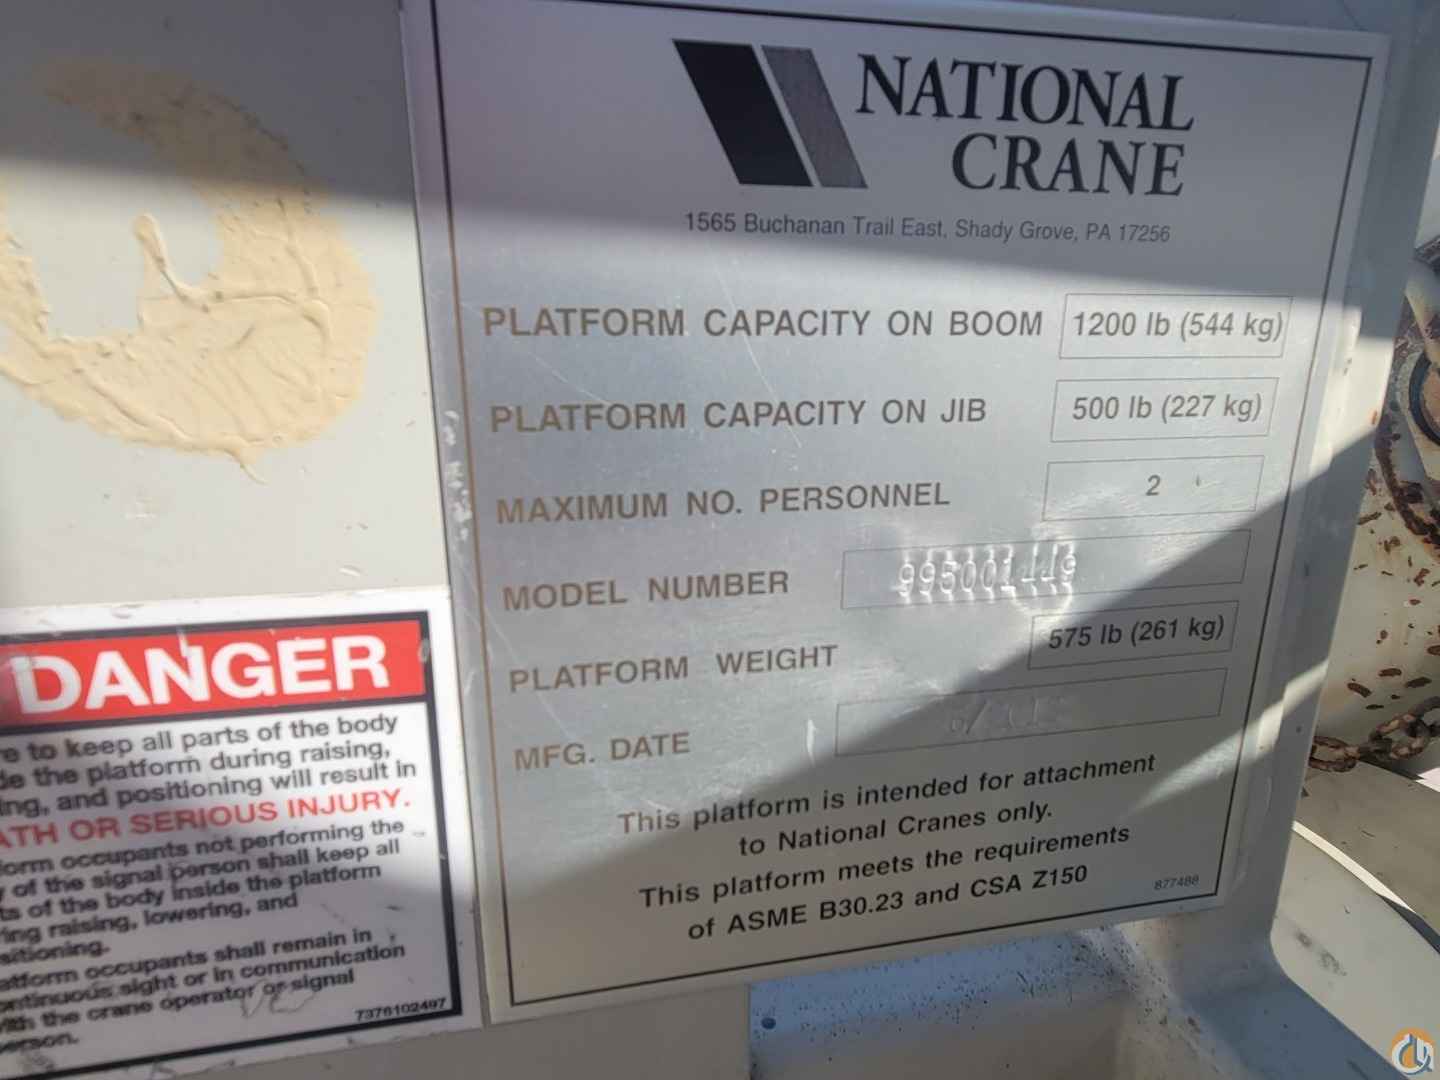 NATIONAL
CRANE
1565 Buchanan Trail East, Shady Grove, PA 17256
PLATFORM CAPACITY ON BOOM 1200 lb (544 kg)
PLATFORM CAPACITY ON JIB 500 lb (227 kg)
MAXIMUM NO. PERSONNEL 2
MODEL NUMBER 995001449
PLATFORM WEIGHT 575 lb (261 kg)
MFG. DATE
This platform is intended for attachment
to National Cranes only.
This platform meets the requirements
of ASME B30.23 and CSA Z150
877488
DANGER
to keep all parts of the body
the platform during raising,
and positioning will result in
OR SERIOUS INJURY.
occupants not performing the
of the signal person shall keep all
of the body inside the platform
raising, lowering, and
occupants shall remain in
sight or in communication
the crane operator or signal
7376102497